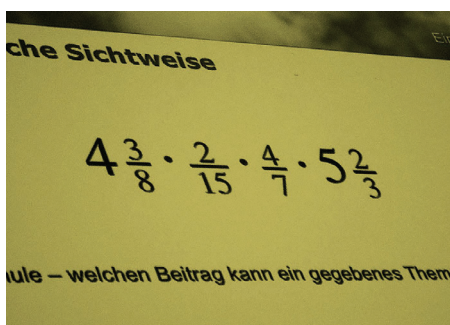 che Sichtweise
4 3/8 · 2/15 · 4/7 · 5 2/3
ule – welchen Beitrag kann ein gegebenes Them